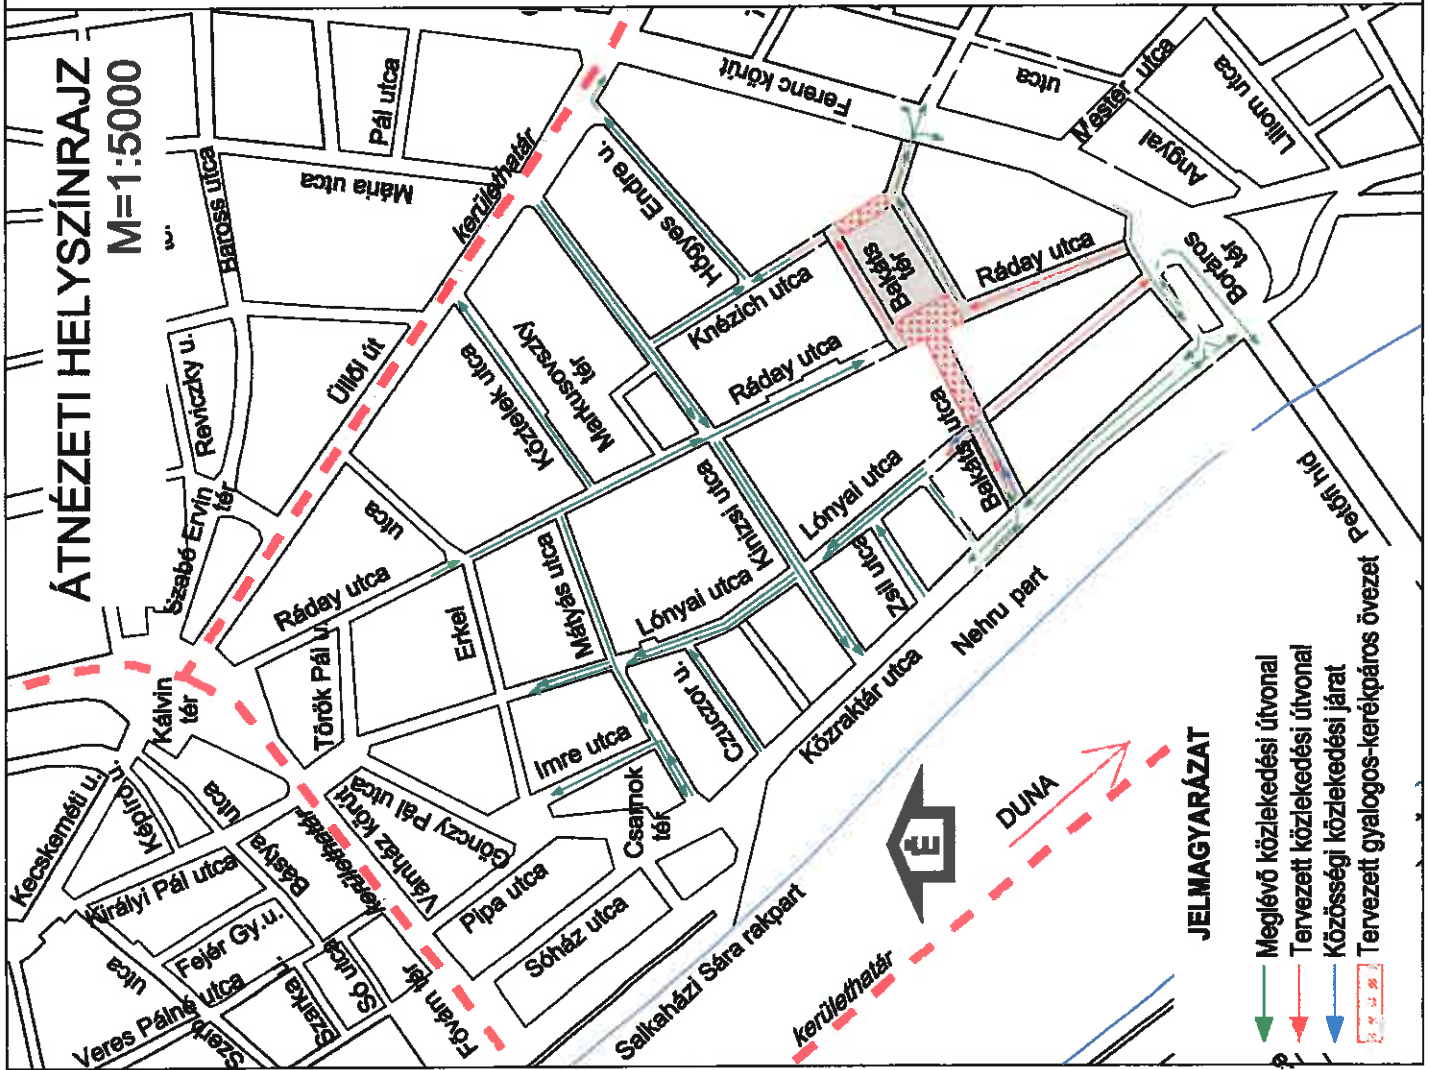 ÁTNÉZETI HELYSZÍNRAJZ
M=1:5000
Pál utca
Mária utca
Baross utca
kerülethatár
Ferenc körút
utca
Mester utca
Liliom utca
Angyal
Hőgyes Endre u.
Reviczky u.
Üllői út
Köztelek utca
Markusovszky
tér
Knézich utca
Bakáts
tér
Ráday utca
Boráros
tér
Ráday utca
Szabó Ervin
tér
utca
Kinizsi utca
Lónyai utca
Bakáts utca
Bakáts
Petőfi híd
Ráday utca
Erkel
Mátyás utca
Lónyai utca
Zsil utca
Nehru part
Kálvin
tér
Török Pál u.
Imre utca
Czuczor u.
Közraktár utca
Kecskeméti u.
Képíró u.
utca
Királyi Pál utca
Bástya
kerülethatár
Vámház körút
Gönczy Pál utca
Csarnok
tér
Pipa utca
Sóház utca
Fejér Gy.u.
utca
Veres Pálné utca
Szerb
Szarka u.
Só utca
Fővám tér
Salkaházi Sára rakpart
É
DUNA
kerülethatár
JELMAGYARÁZAT
Meglévő közlekedési útvonal
Tervezett közlekedési útvonal
Közösségi közlekedési járat
Tervezett gyalogos-kerékpáros övezet